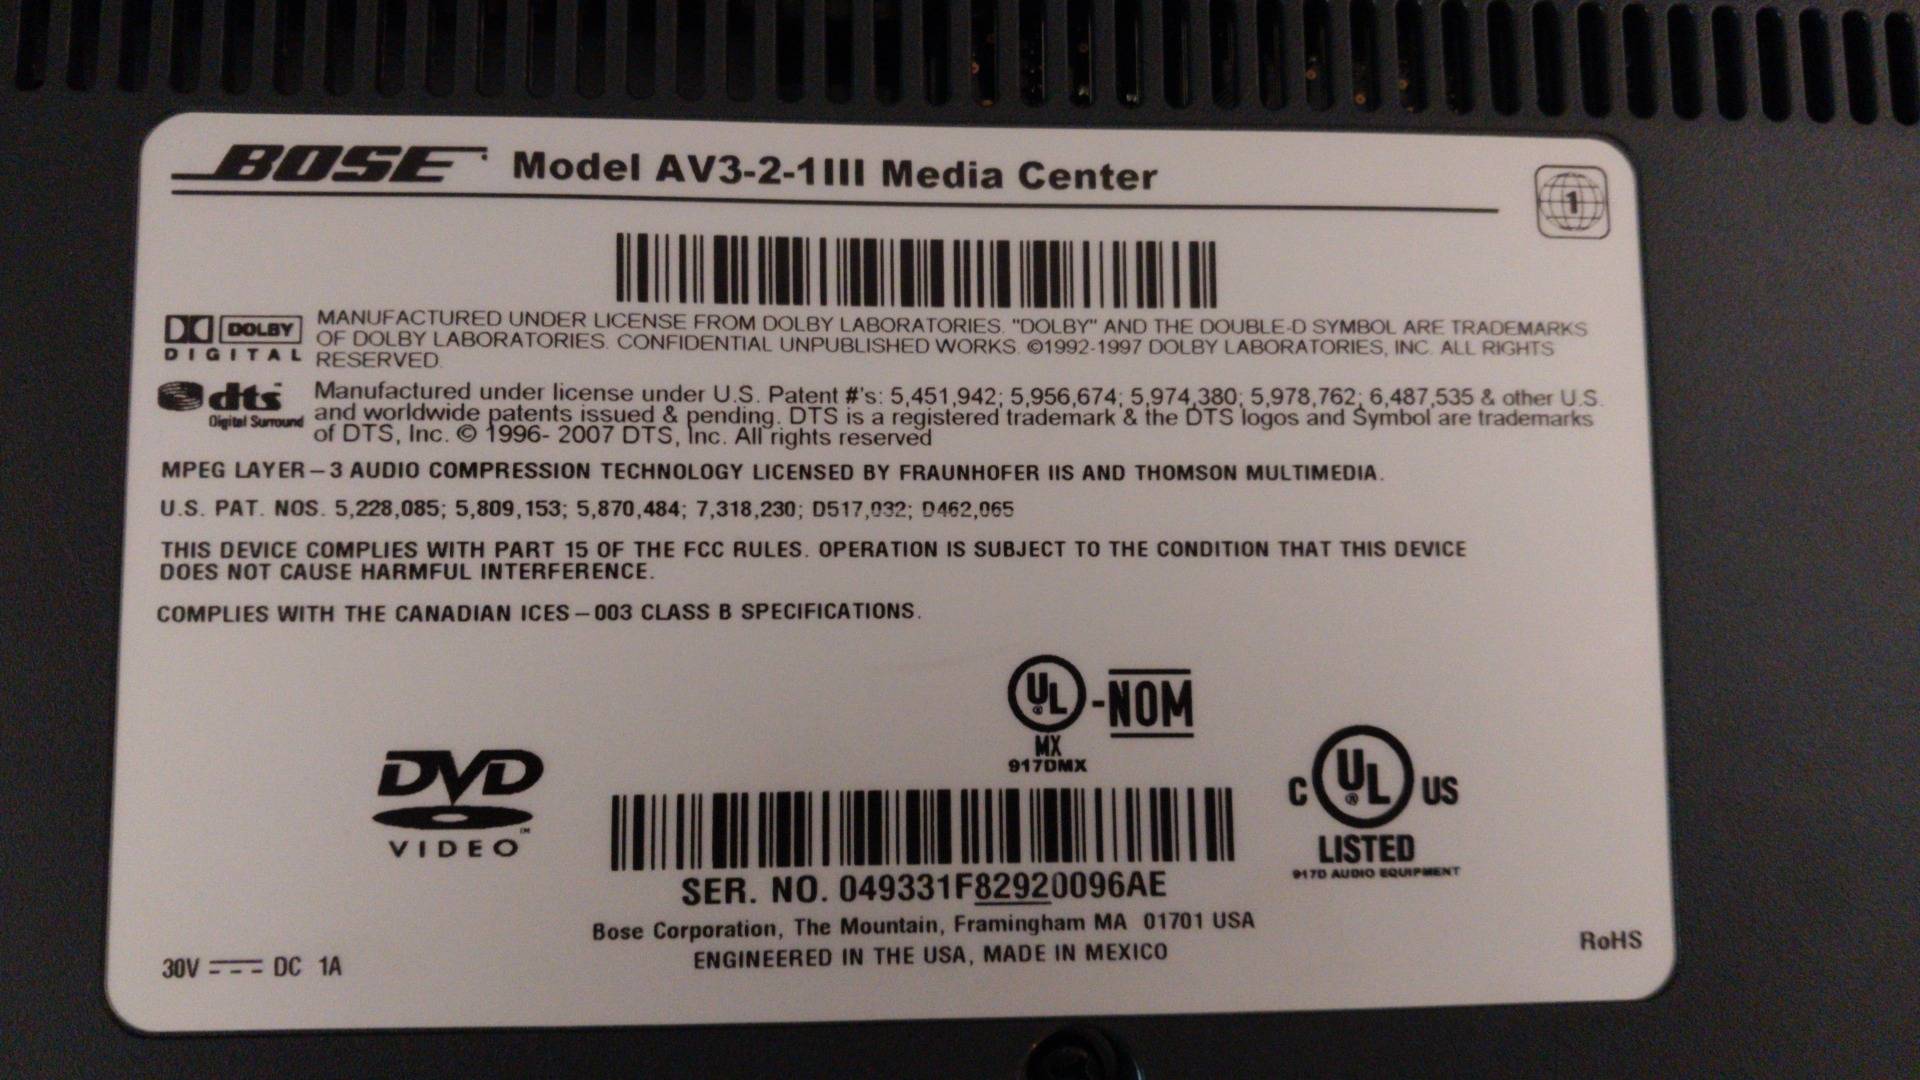 BOSE Model AV3-2-1III Media Center
1
DOLBY
DIGITAL
MANUFACTURED UNDER LICENSE FROM DOLBY LABORATORIES. "DOLBY" AND THE DOUBLE-D SYMBOL ARE TRADEMARKS
OF DOLBY LABORATORIES. CONFIDENTIAL UNPUBLISHED WORKS. ©1992-1997 DOLBY LABORATORIES, INC. ALL RIGHTS
RESERVED.
dts
Digital Surround
Manufactured under license under U.S. Patent #'s: 5,451,942; 5,956,674; 5,974,380; 5,978,762; 6,487,535 & other U.S.
and worldwide patents issued & pending. DTS is a registered trademark & the DTS logos and Symbol are trademarks
of DTS, Inc. © 1996- 2007 DTS, Inc. All rights reserved
MPEG LAYER–3 AUDIO COMPRESSION TECHNOLOGY LICENSED BY FRAUNHOFER IIS AND THOMSON MULTIMEDIA.
U.S. PAT. NOS. 5,228,085; 5,809,153; 5,870,484; 7,318,230; D517,032; D462,065
THIS DEVICE COMPLIES WITH PART 15 OF THE FCC RULES. OPERATION IS SUBJECT TO THE CONDITION THAT THIS DEVICE
DOES NOT CAUSE HARMFUL INTERFERENCE.
COMPLIES WITH THE CANADIAN ICES–003 CLASS B SPECIFICATIONS.
UL®-NOM
MX
917DMX
DVD™
VIDEO
C UL® US
LISTED
917D AUDIO EQUIPMENT
SER. NO. 049331F82920096AE
Bose Corporation, The Mountain, Framingham MA 01701 USA
ENGINEERED IN THE USA, MADE IN MEXICO
30V DC 1A
RoHS